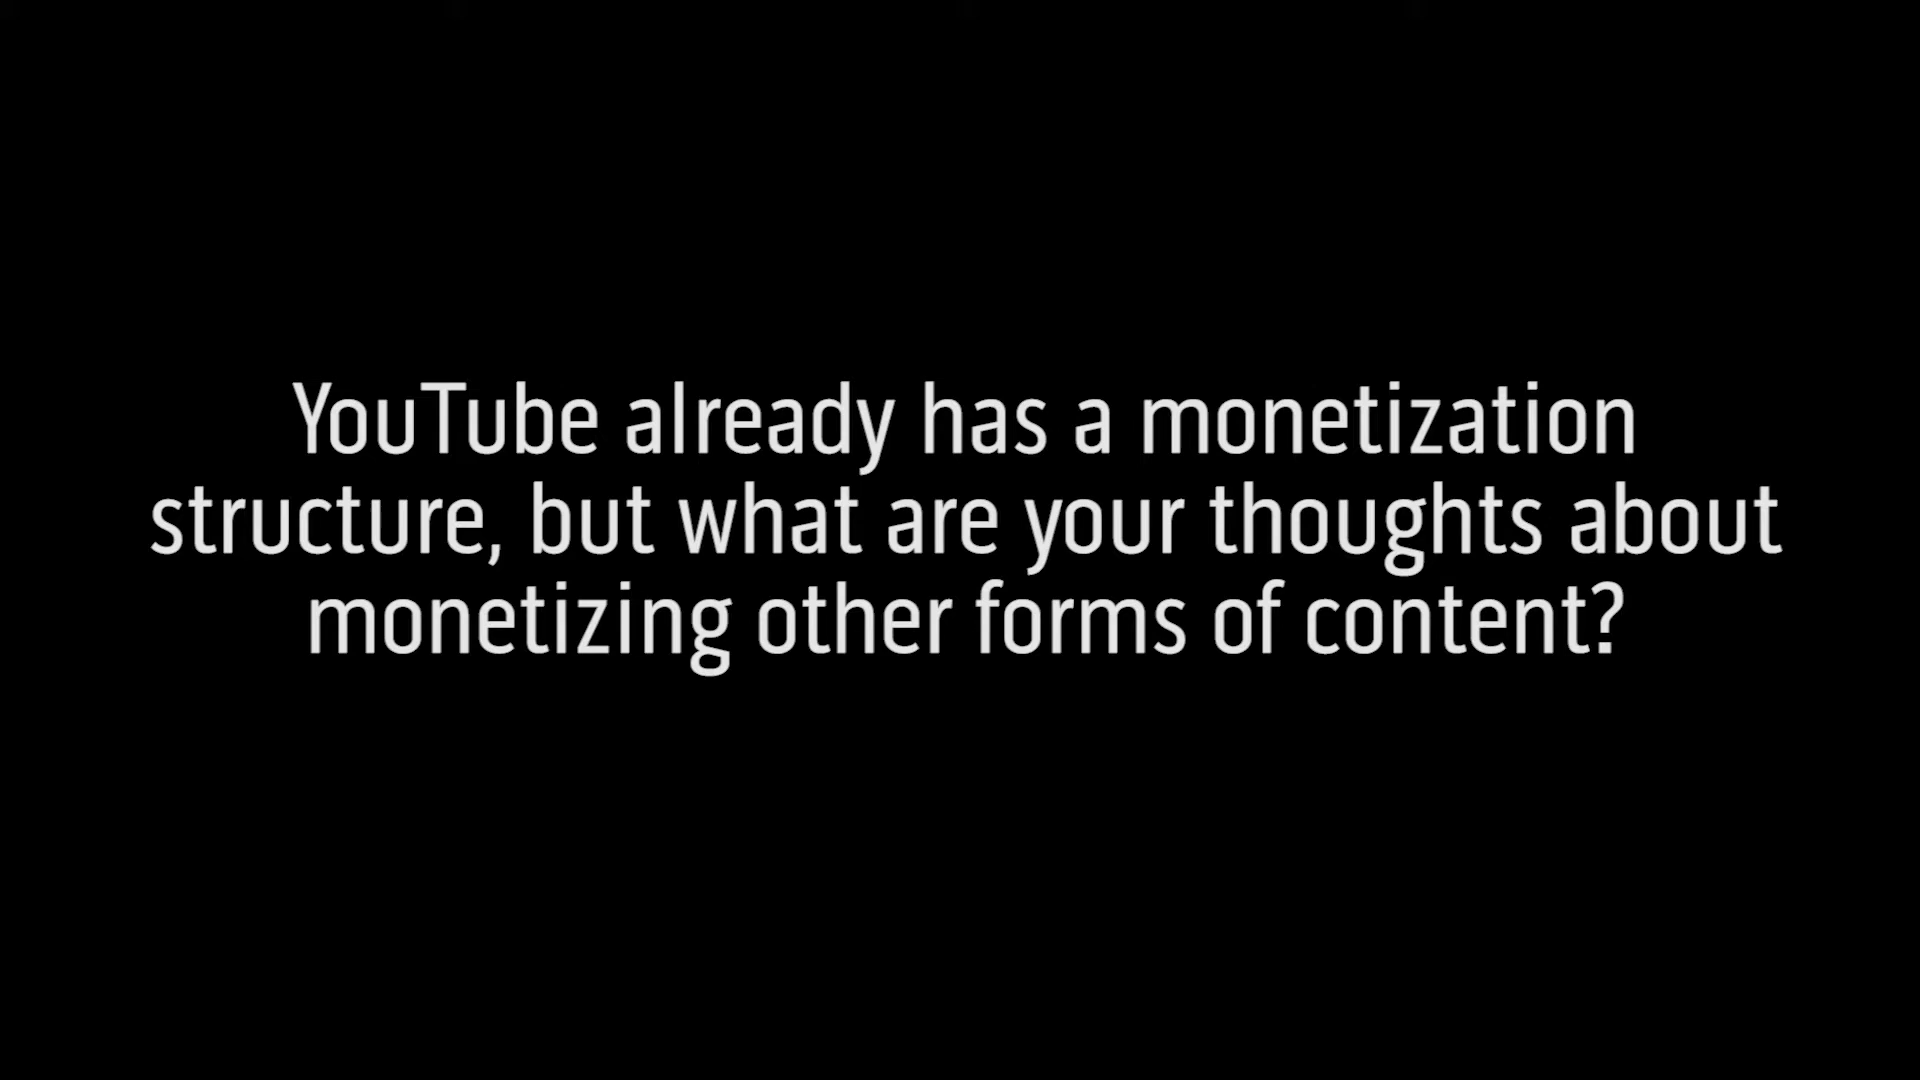 YouTube already has a monetization
structure, but what are your thoughts about
monetizing other forms of content?